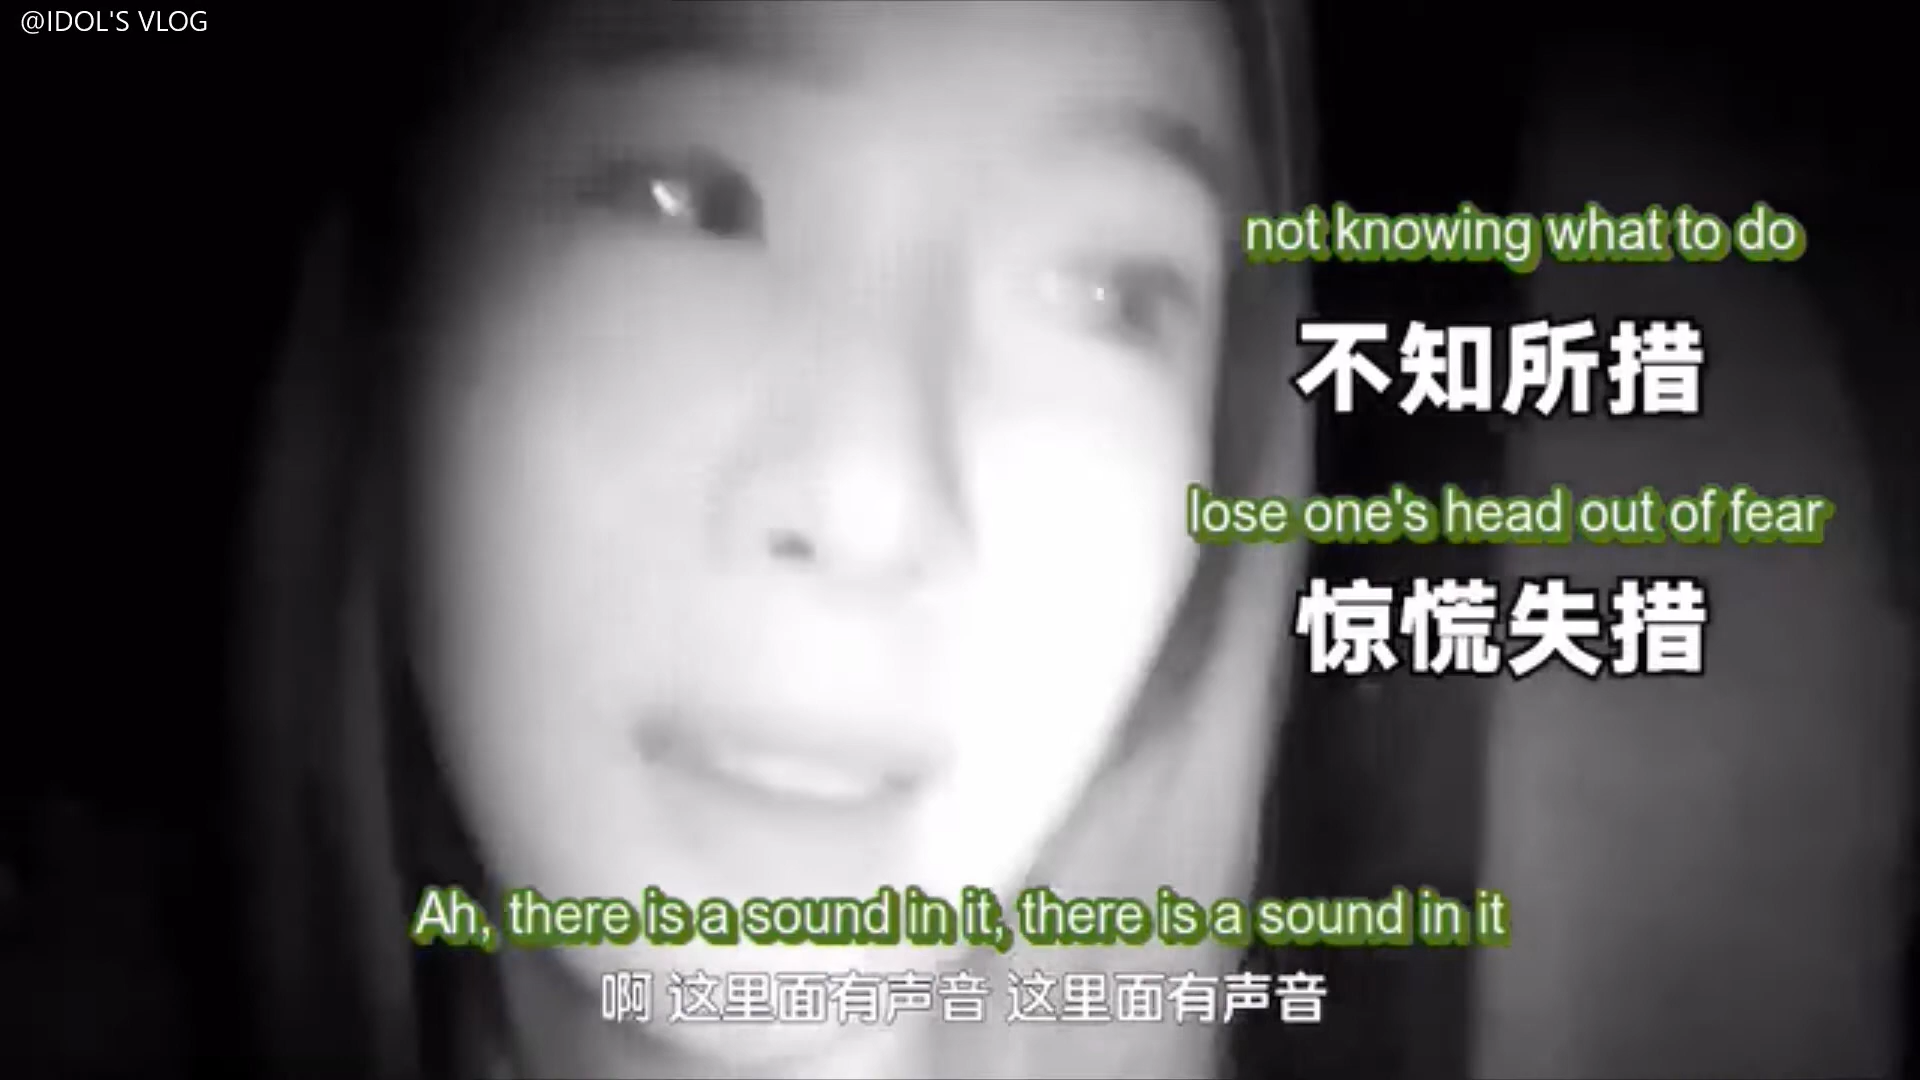 @IDOL'S VLOG
not knowing what to do
不知所措
lose one's head out of fear
惊慌失措
Ah, there is a sound in it, there is a sound in it
啊 这里面有声音 这里面有声音